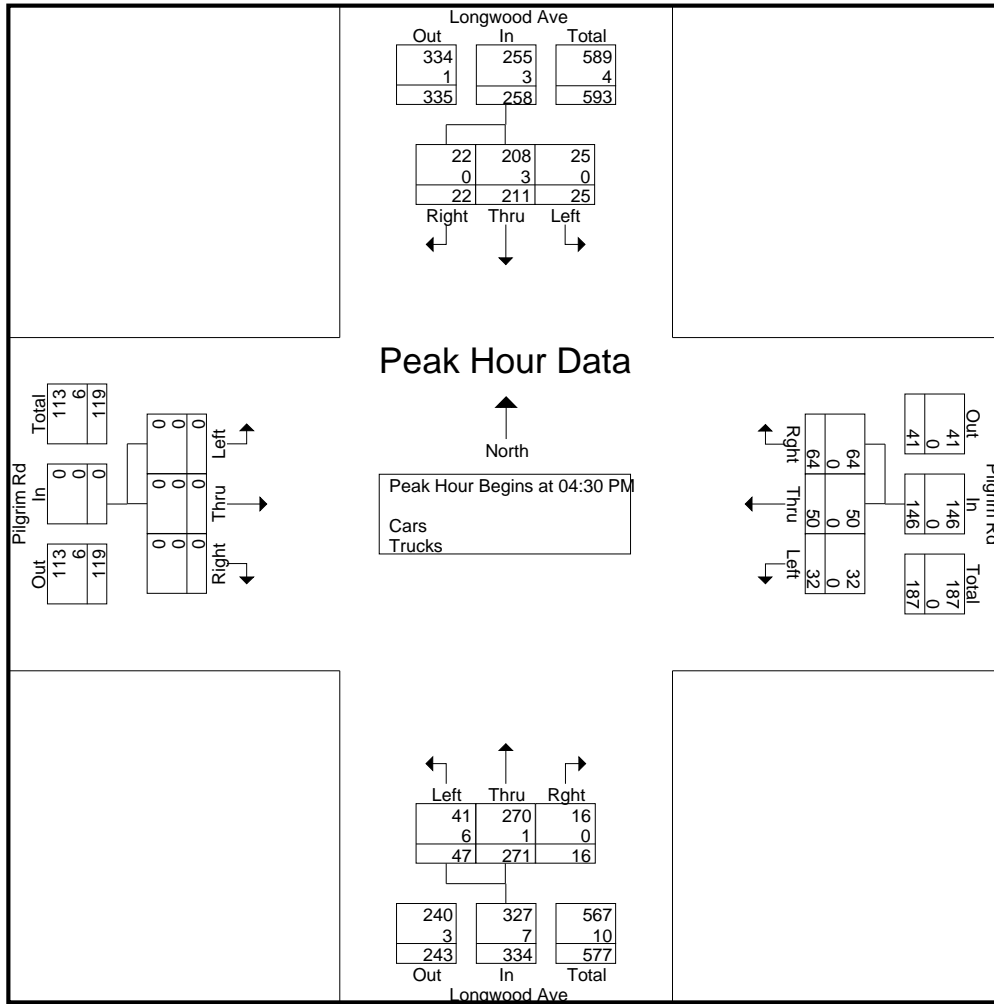 Longwood Ave
Out In Total
334 255 589
1 3 4
335 258 593
22 208 25
0 3 0
22 211 25
Right Thru Left
Peak Hour Data
North
Peak Hour Begins at 04:30 PM
Cars
Trucks
Pilgrim Rd
Total In Out
113 0 113
6 0 6
119 0 119
0 0 0
0 0 0
0 0 0
Left Thru Right
Rght Thru Left
64 50 32
0 0 0
64 50 32
Out In Total
41 146 187
0 0 0
41 146 187
Pilgrim Rd
Left Thru Rght
41 270 16
6 1 0
47 271 16
240 327 567
3 7 10
243 334 577
Out In Total
Longwood Ave